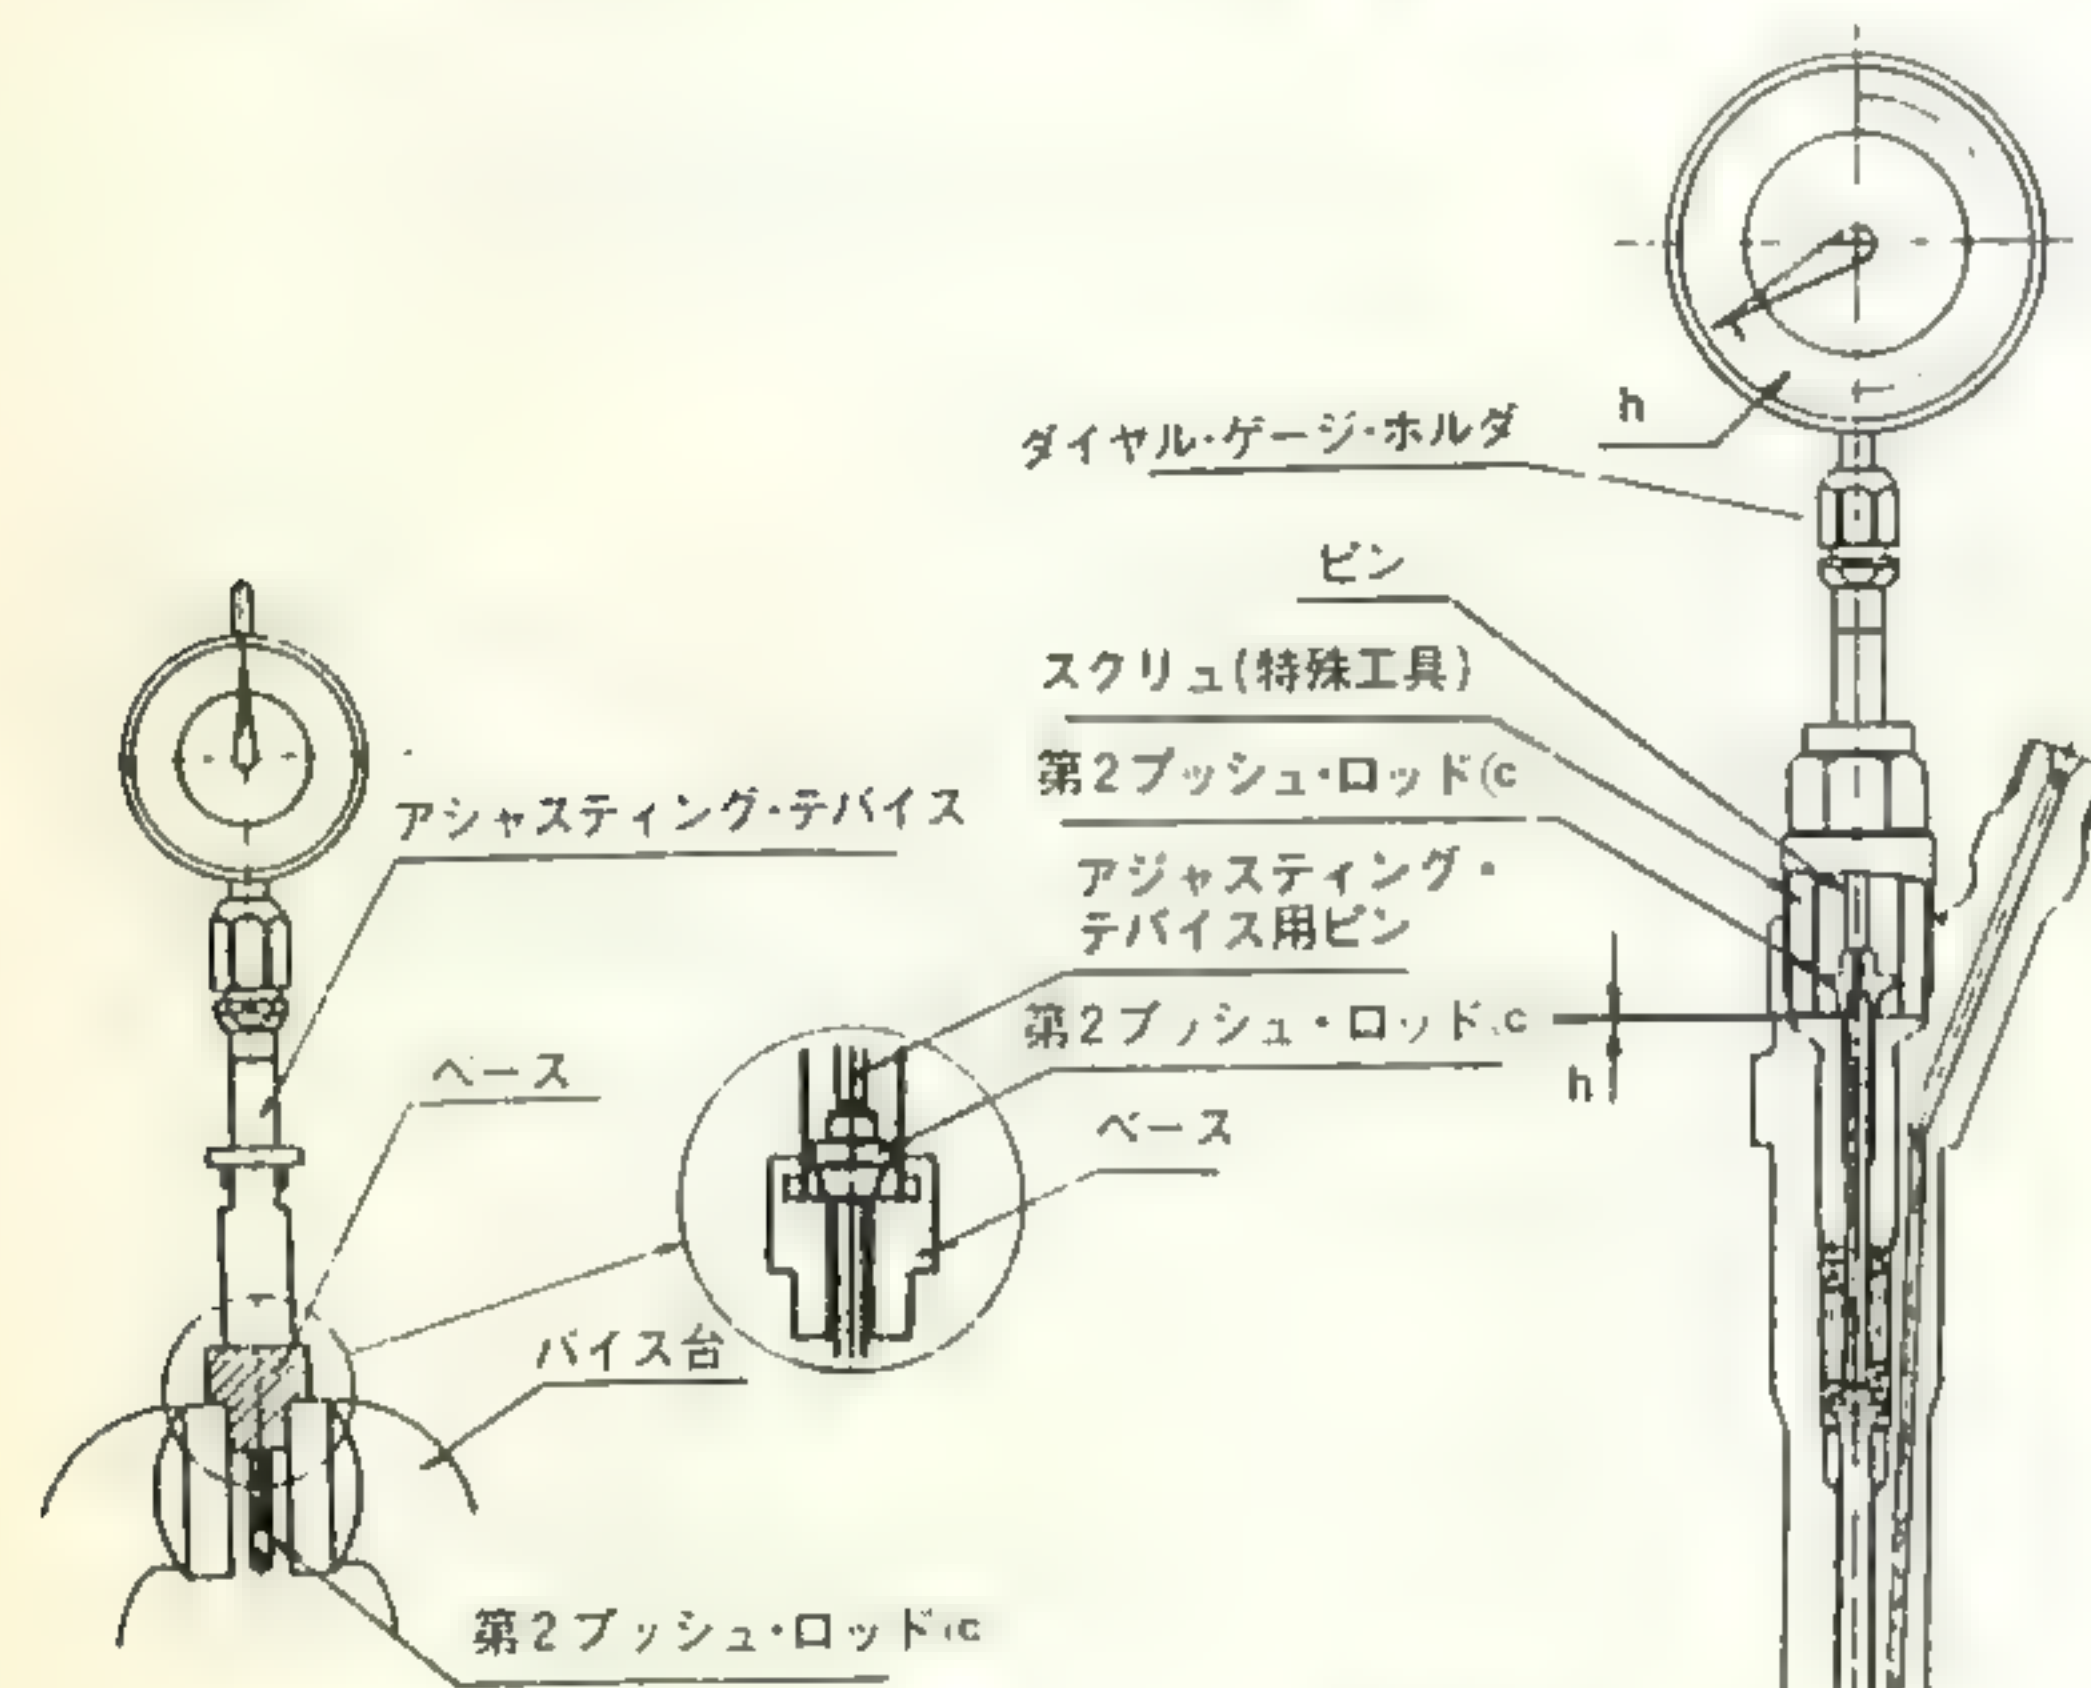 ダイヤル・ゲージ・ホルダ
h
ピン
スクリュ(特殊工具)
第2プッシュ・ロッド(c
アシャスティング・テバイス
アジャスティング・
テバイス用ピン
第2プッシュ・ロッド(c
h
ベース
ベース
バイス台
第2プッシュ・ロッド(c